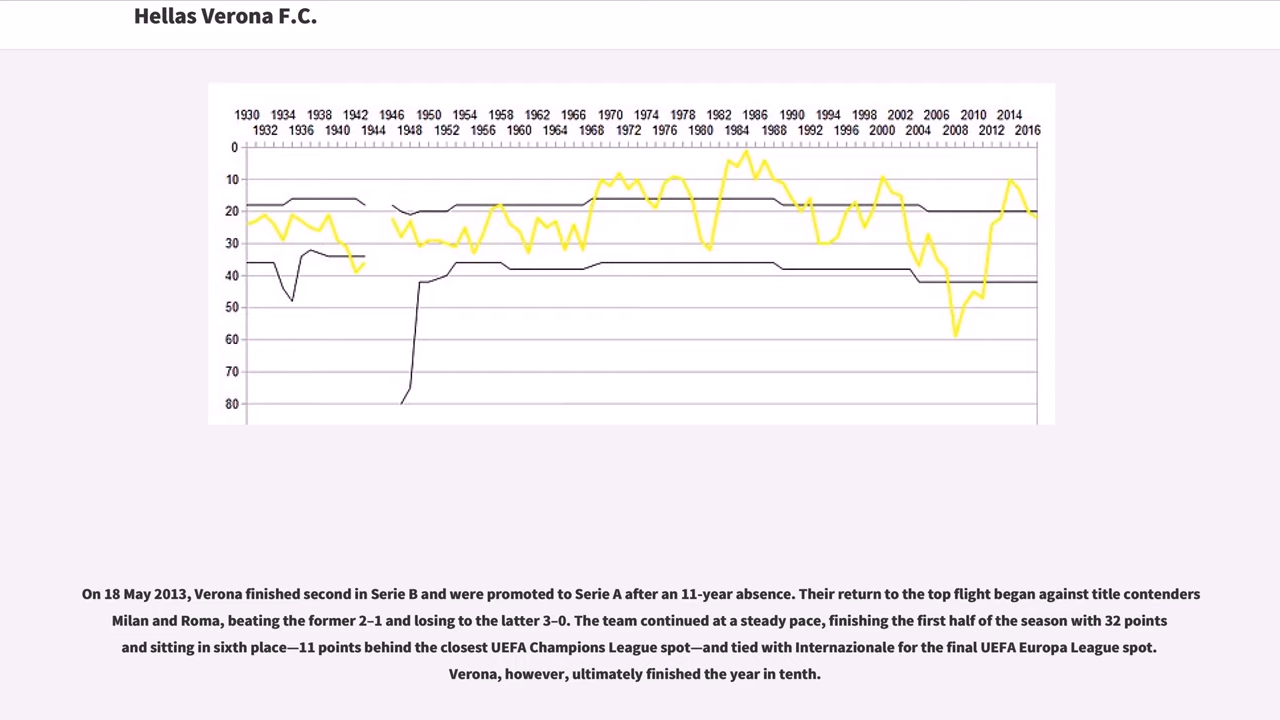 Hellas Verona F.C.
1930 1934 1938 1942 1946 1950 1954 1958 1962 1966 1970 1974 1978 1982 1986 1990 1994 1998 2002 2006 2010 2014
1932 1936 1940 1944 1948 1952 1956 1960 1964 1968 1972 1976 1980 1984 1988 1992 1996 2000 2004 2008 2012 2016
0
10
20
30
40
50
60
70
80
On 18 May 2013, Verona finished second in Serie B and were promoted to Serie A after an 11-year absence. Their return to the top flight began against title contenders
Milan and Roma, beating the former 2–1 and losing to the latter 3–0. The team continued at a steady pace, finishing the first half of the season with 32 points
and sitting in sixth place—11 points behind the closest UEFA Champions League spot—and tied with Internazionale for the final UEFA Europa League spot.
Verona, however, ultimately finished the year in tenth.